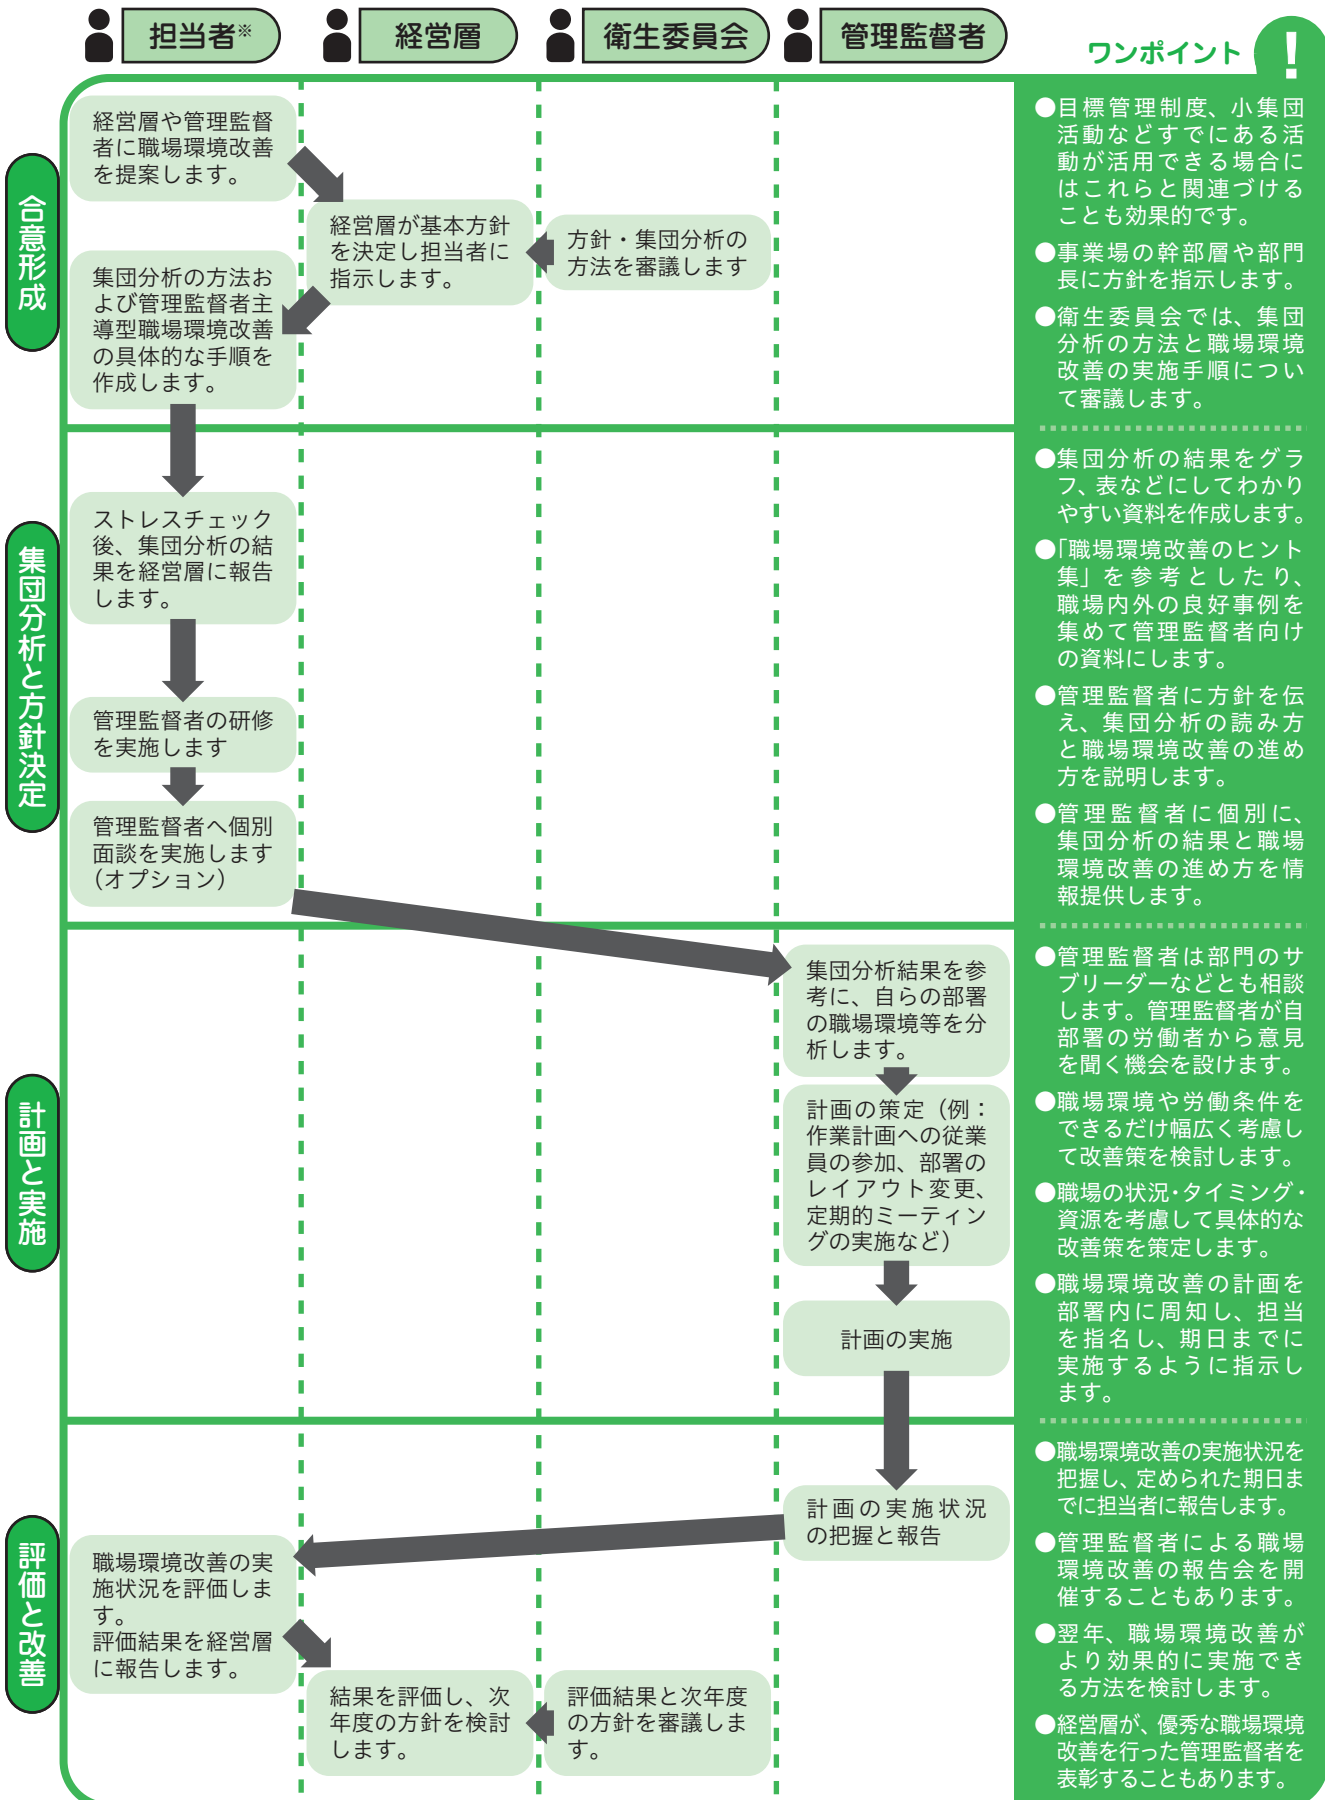 担当者※
経営層
衛生委員会
管理監督者
ワンポイント
!
合意形成
経営層や管理監督
者に職場環境改善
を提案します。
経営層が基本方針
を決定し担当者に
指示します。
方針・集団分析の
方法を審議します
集団分析の方法お
よび管理監督者主
導型職場環境改善
の具体的な手順を
作成します。
●目標管理制度、小集団
活動などすでにある活
動が活用できる場合に
はこれらと関連づける
ことも効果的です。
●事業場の幹部層や部門
長に方針を指示します。
●衛生委員会では、集団
分析の方法と職場環境
改善の実施手順につい
て審議します。
集団分析と方針決定
ストレスチェック
後、集団分析の結
果を経営層に報告
します。
管理監督者の研修
を実施します
管理監督者へ個別
面談を実施します
（オプション）
●集団分析の結果をグラ
フ、表などにしてわかり
やすい資料を作成します。
●「職場環境改善のヒント
集」を参考としたり、
職場内外の良好事例を
集めて管理監督者向け
の資料にします。
●管理監督者に方針を伝
え、集団分析の読み方
と職場環境改善の進め
方を説明します。
●管理監督者に個別に、
集団分析の結果と職場
環境改善の進め方を情
報提供します。
計画と実施
集団分析結果を参
考に、自らの部署
の職場環境等を分
析します。
計画の策定（例：
作業計画への従業
員の参加、部署の
レイアウト変更、
定期的ミーティン
グの実施など）
計画の実施
●管理監督者は部門のサ
ブリーダーなどとも相談
します。管理監督者が自
部署の労働者から意見
を聞く機会を設けます。
●職場環境や労働条件を
できるだけ幅広く考慮し
て改善策を検討します。
●職場の状況・タイミング・
資源を考慮して具体的な
改善策を策定します。
●職場環境改善の計画を
部署内に周知し、担当
を指名し、期日までに
実施するように指示し
ます。
評価と改善
計画の実施状況
の把握と報告
職場環境改善の実
施状況を評価しま
す。
評価結果を経営層
に報告します。
結果を評価し、次
年度の方針を検討
します。
評価結果と次年度
の方針を審議しま
す。
●職場環境改善の実施状況を
把握し、定められた期日ま
でに担当者に報告します。
●管理監督者による職場
環境改善の報告会を開
催することもあります。
●翌年、職場環境改善が
より効果的に実施でき
る方法を検討します。
●経営層が、優秀な職場環境
改善を行った管理監督者を
表彰することもあります。